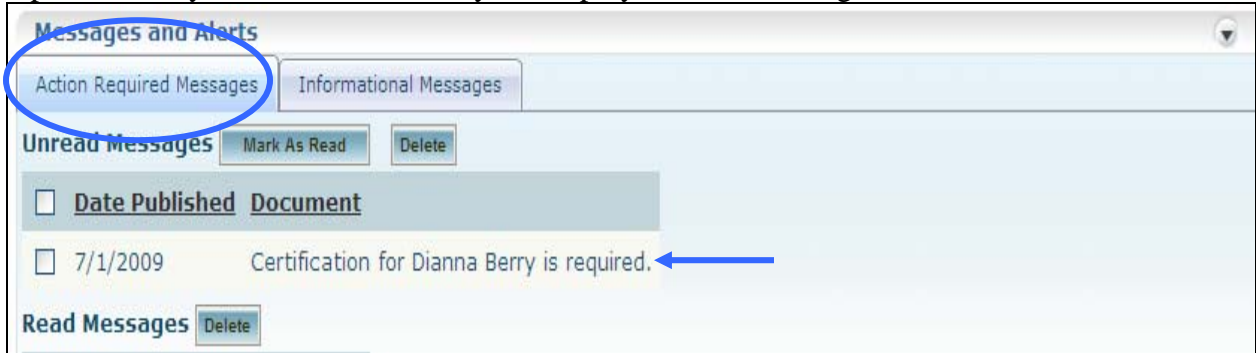 Messages and Alerts
Action Required Messages Informational Messages
Unread Messages Mark As Read Delete
Date Published Document
7/1/2009 Certification for Dianna Berry is required.
Read Messages Delete